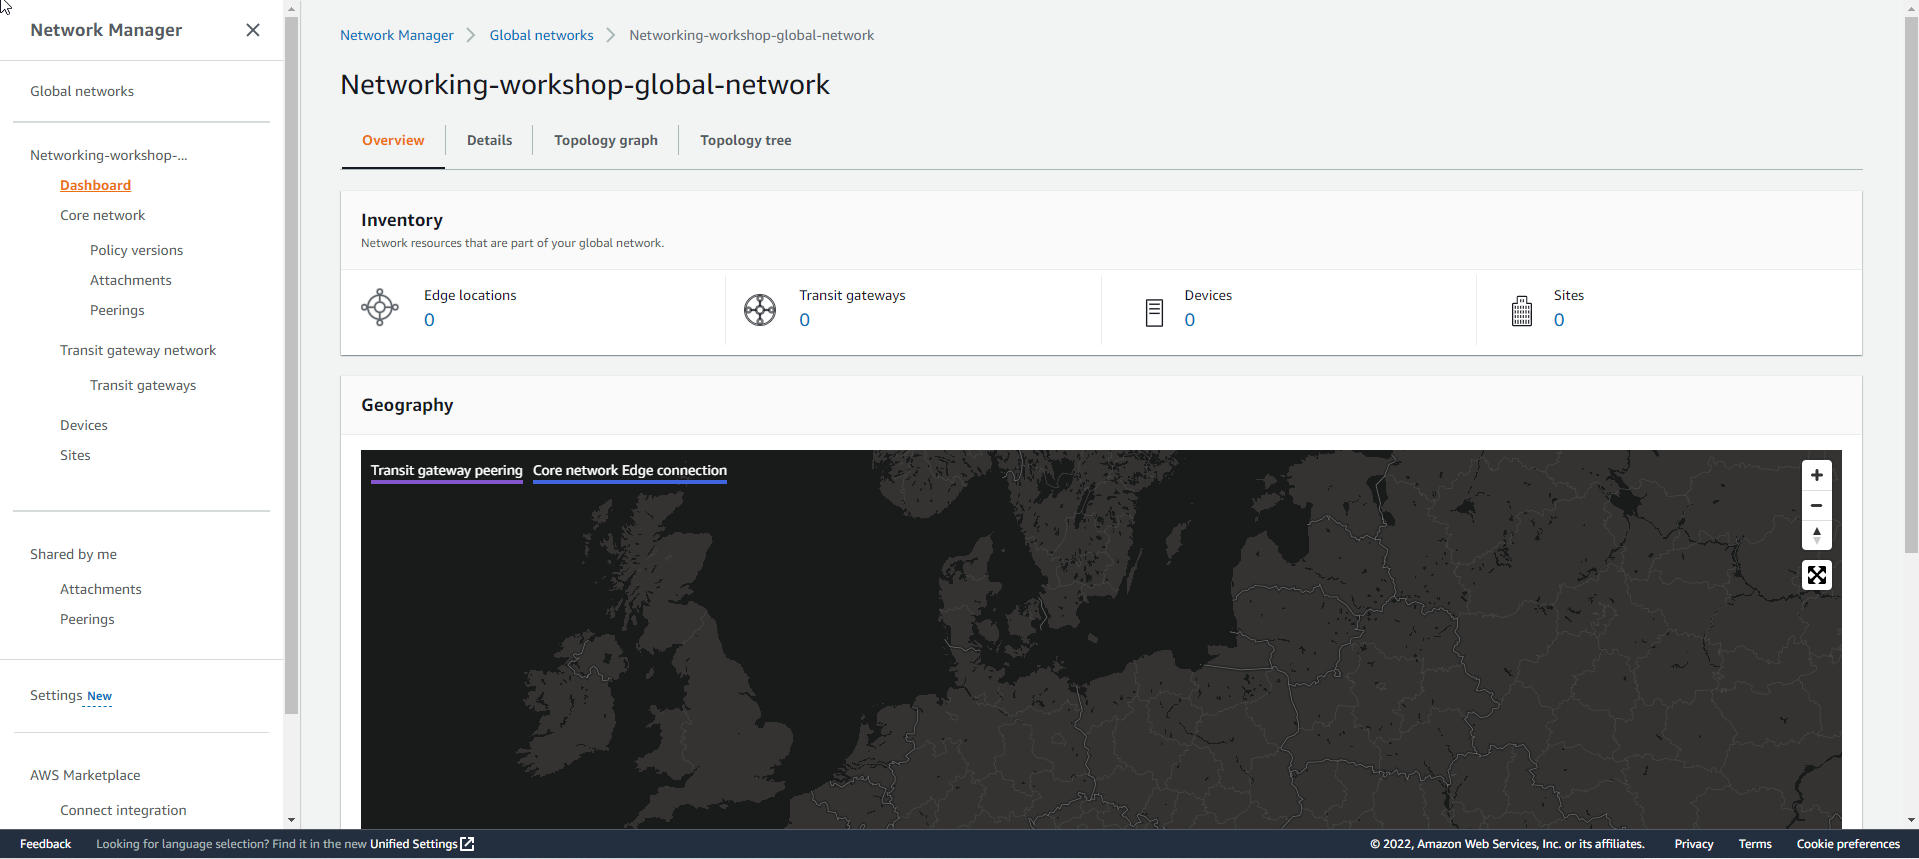 Network Manager
Global networks
Networking-workshop-...
Dashboard
Core network
Policy versions
Attachments
Peerings
Transit gateway network
Transit gateways
Devices
Sites
Shared by me
Attachments
Peerings
Settings New
AWS Marketplace
Connect integration
Network Manager Global networks Networking-workshop-global-network
Networking-workshop-global-network
Overview Details Topology graph Topology tree
Inventory
Network resources that are part of your global network.
Edge locations
0
Transit gateways
0
Devices
0
Sites
0
Geography
Transit gateway peering Core network Edge connection
Feedback Looking for language selection? Find it in the new Unified Settings © 2022, Amazon Web Services, Inc. or its affiliates. Privacy Terms Cookie preferences